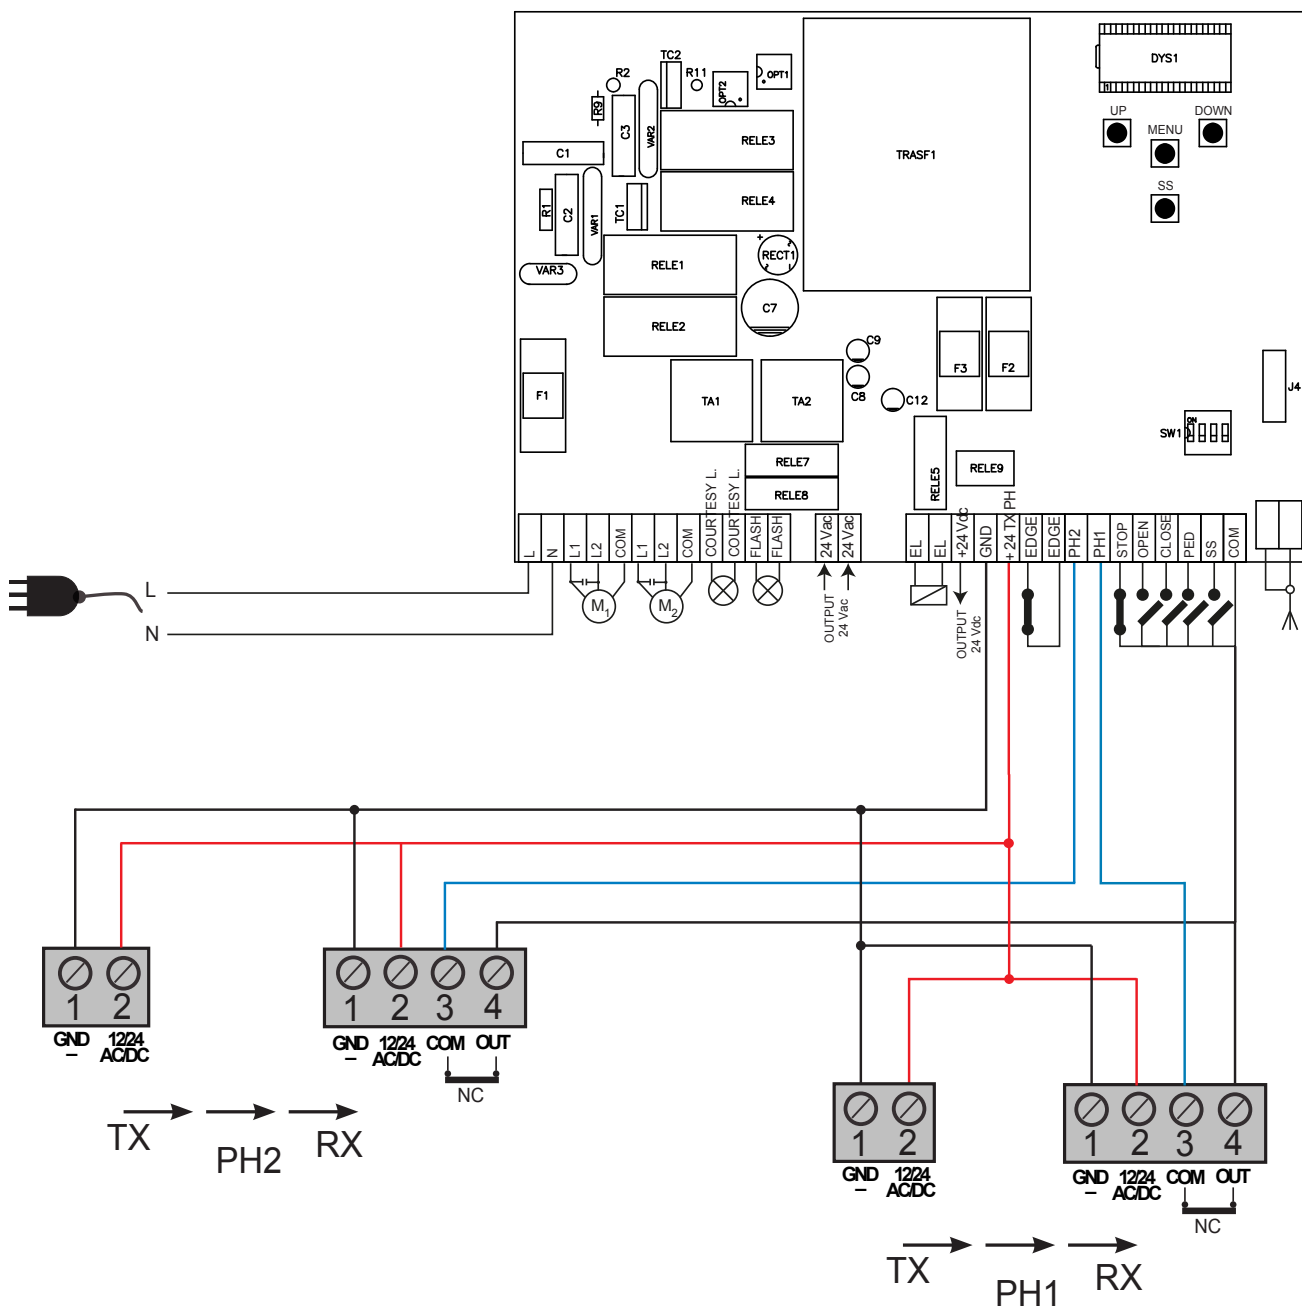 DYS1
TC2
R2
R11
OPT1
OPT2
R9
C3
VAR2
RELE3
TRASF1
UP
DOWN
MENU
C1
SS
R1
C2
VAR1
TC1
RELE4
+
RECT1
VAR3
RELE1
C7
RELE2
C9
C8
C12
F3
F2
F1
TA1
TA2
J4
SW1
ON
1
RELE7
RELE8
RELE5
RELE9
L
N
L1
L2
COM
L1
L2
COM
COURTESY L.
COURTESY L.
FLASH
FLASH
24 Vac
24 Vac
EL
EL
+24 Vdc
GND
+ 24 TX PH
EDGE
EDGE
PH2
PH1
STOP
OPEN
CLOSE
PED
SS
COM
L
N
M1
M2
OUTPUT
24 Vac
OUTPUT
24 Vdc
1 2
GND 12/24
– AC/DC
1 2 3 4
GND 12/24 COM OUT
– AC/DC
NC
TX PH2 RX
1 2
GND 12/24
– AC/DC
1 2 3 4
GND 12/24 COM OUT
– AC/DC
NC
TX PH1 RX